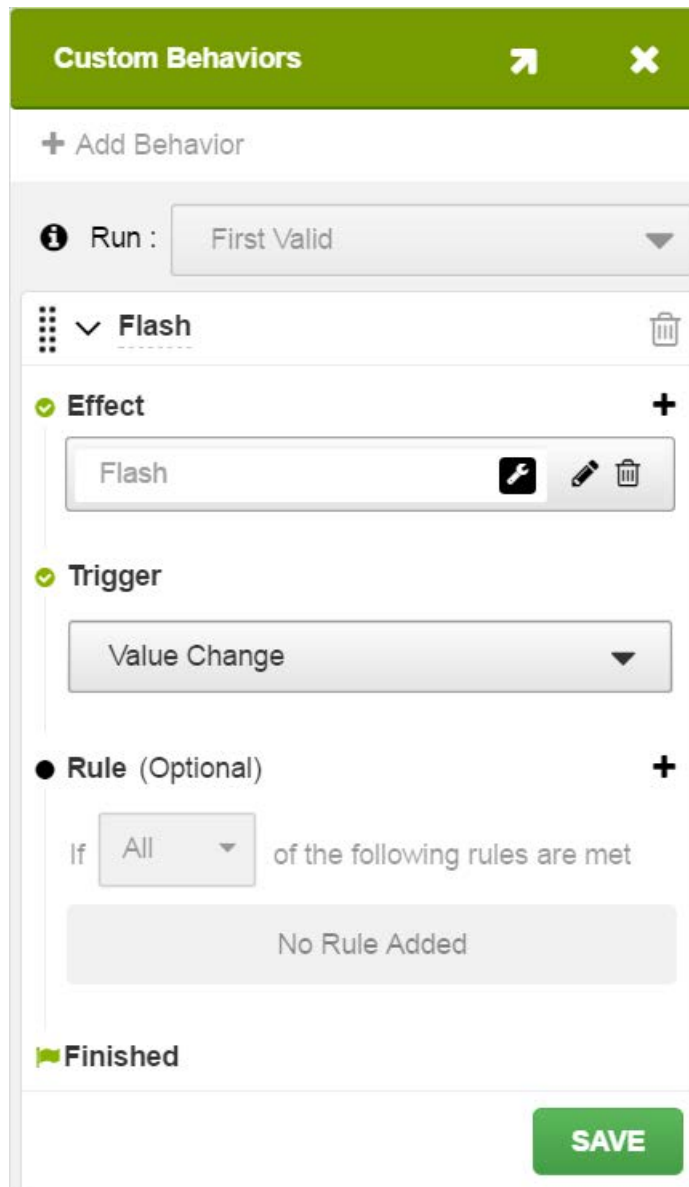 Custom Behaviors
Add Behavior
Run : First Valid
Flash
Effect
Flash
Trigger
Value Change
Rule (Optional)
If All of the following rules are met
No Rule Added
Finished
SAVE